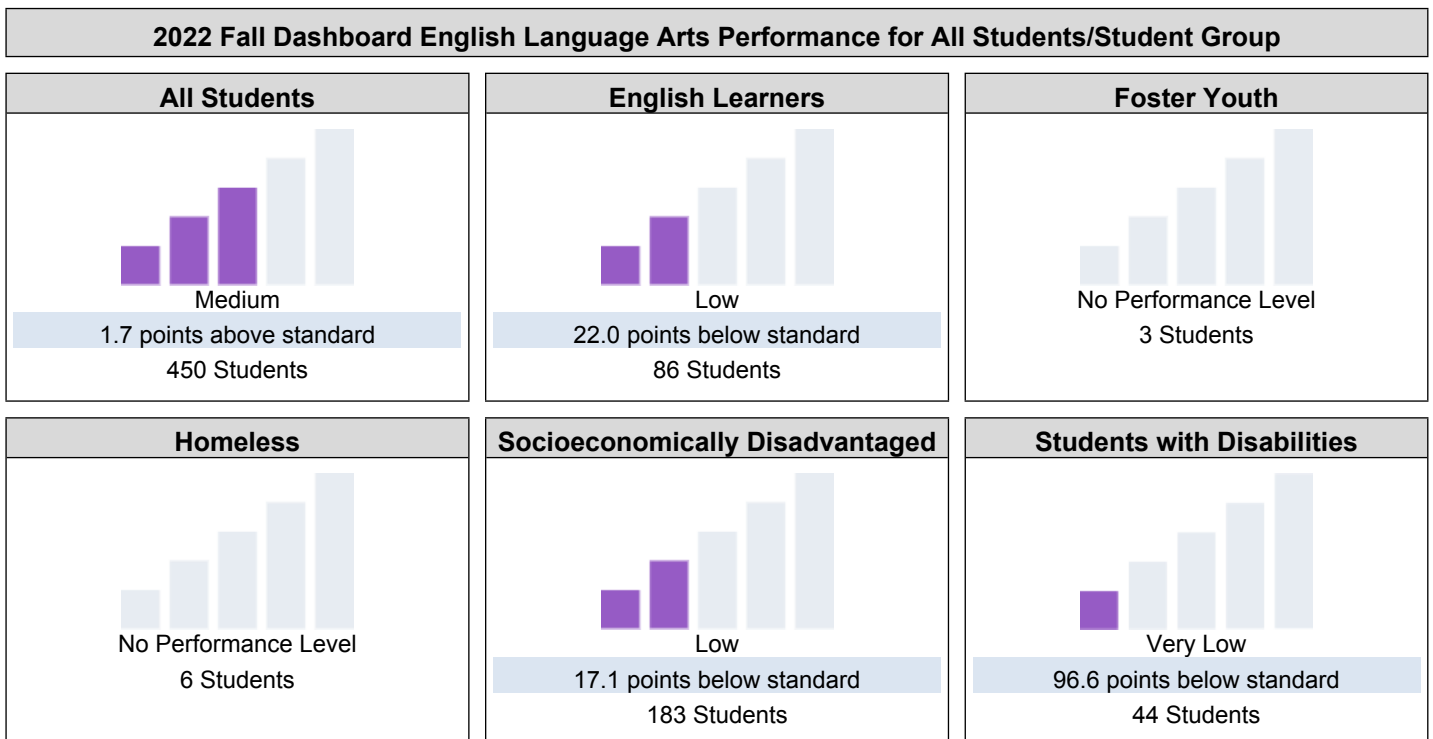 2022 Fall Dashboard English Language Arts Performance for All Students/Student Group
All Students
Medium
1.7 points above standard
450 Students
English Learners
Low
22.0 points below standard
86 Students
Foster Youth
No Performance Level
3 Students
Homeless
No Performance Level
6 Students
Socioeconomically Disadvantaged
Low
17.1 points below standard
183 Students
Students with Disabilities
Very Low
96.6 points below standard
44 Students